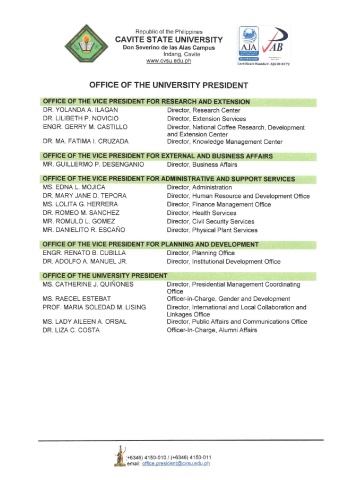 Republic of the Philippines
CAVITE STATE UNIVERSITY
Don Severino de las Alas Campus
Indang, Cavite
www.cvsu.edu.ph
AJA
JAB
OFFICE OF THE UNIVERSITY PRESIDENT
OFFICE OF THE VICE PRESIDENT FOR RESEARCH AND EXTENSION
DR. YOLANDA A. ILAGAN Director, Research Center
DR. LILIBETH P. NOVICIO Director, Extension Services
ENGR. GERRY M. CASTILLO Director, National Coffee Research, Development
and Extension Center
DR. MA. FATIMA I. CRUZADA Director, Knowledge Management Center
OFFICE OF THE VICE PRESIDENT FOR EXTERNAL AND BUSINESS AFFAIRS
MR. GUILLERMO P. DESENGANIO Director, Business Affairs
OFFICE OF THE VICE PRESIDENT FOR ADMINISTRATIVE AND SUPPORT SERVICES
MS. EDNA L. MOJICA Director, Administration
DR. MARY JANE D. TEPORA Director, Human Resource and Development Office
MS. LOLITA G. HERRERA Director, Finance Management Office
DR. ROMEO M. SANCHEZ Director, Health Services
MR. ROMULO L. GOMEZ Director, Civil Security Services
MR. DANIELITO R. ESCAÑO Director, Physical Plant Services
OFFICE OF THE VICE PRESIDENT FOR PLANNING AND DEVELOPMENT
ENGR. RENATO B. CUBILLA Director, Planning Office
DR. ADOLFO A. MANUEL JR. Director, Institutional Development Office
OFFICE OF THE UNIVERSITY PRESIDENT
MS. CATHERINE J. QUIÑONES Director, Presidential Management Coordinating
Office
MS. RAECEL ESTEBAT Officer-in-Charge, Gender and Development
PROF. MARIA SOLEDAD M. LISING Director, International and Local Collaboration and
Linkages Office
MS. LADY AILEEN A. ORSAL Director, Public Affairs and Communications Office
DR. LIZA C. COSTA Officer-In-Charge, Alumni Affairs
(+6346) 4150-010 / (+6346) 4150-011
email: office.president@cvsu.edu.ph